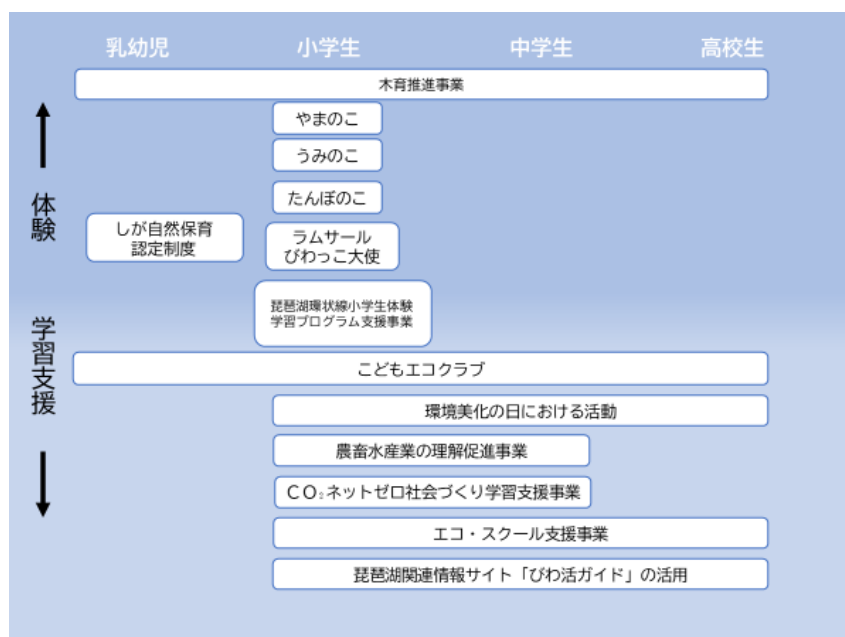 乳幼児 小学生 中学生 高校生
木育推進事業
やまのこ
うみのこ
たんぼのこ
体験
しが自然保育
認定制度
ラムサール
びわっこ大使
琵琶湖環状線小学生体験
学習プログラム支援事業
学習支援
こどもエコクラブ
環境美化の日における活動
農畜水産業の理解促進事業
CO₂ネットゼロ社会づくり学習支援事業
エコ・スクール支援事業
琵琶湖関連情報サイト「びわ活ガイド」の活用